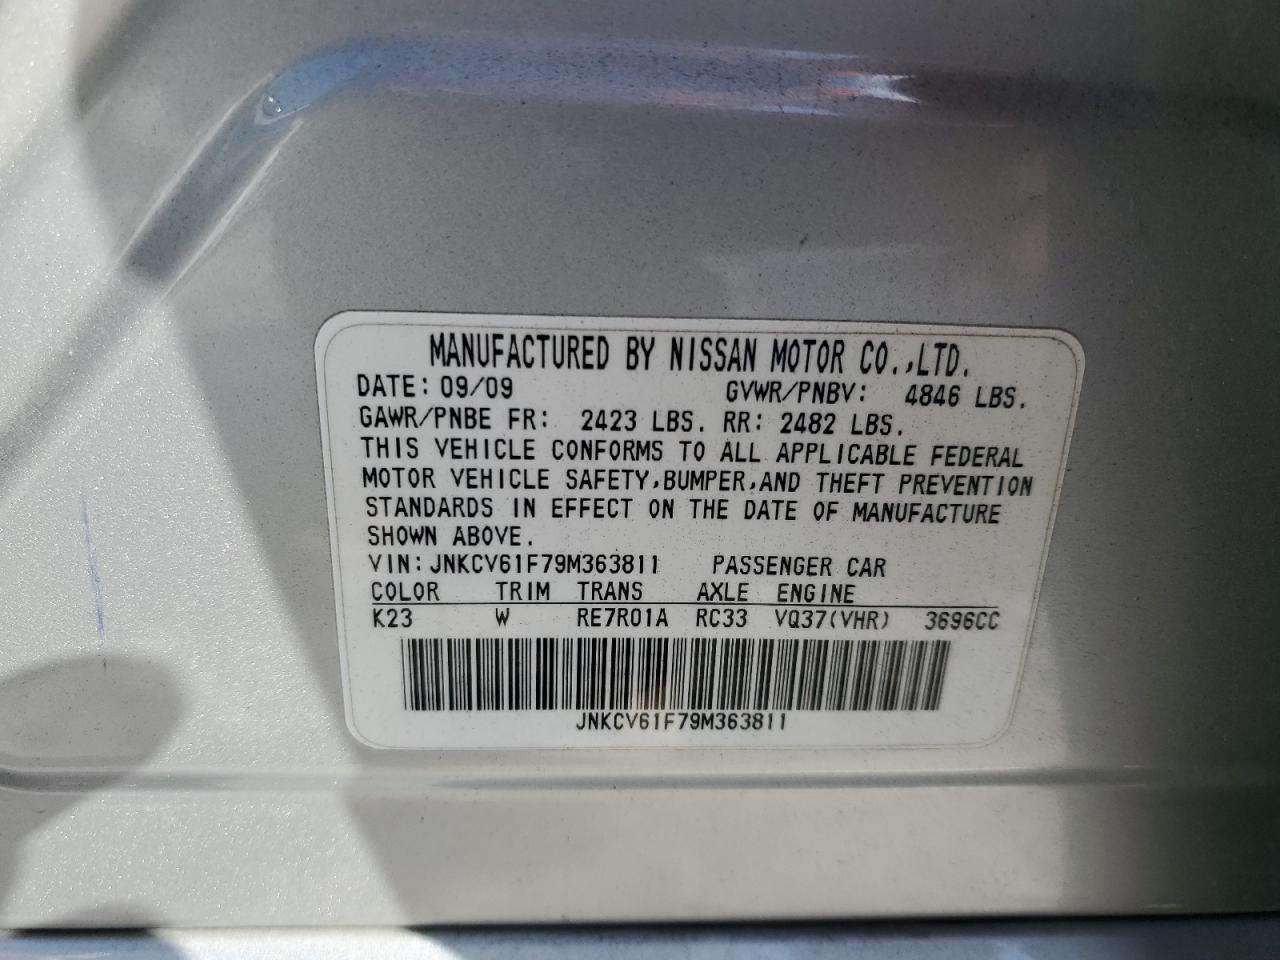 MANUFACTURED BY NISSAN MOTOR CO.,LTD.
DATE: 09/09 GVWR/PNBV: 4846 LBS.
GAWR/PNBE FR: 2423 LBS. RR: 2482 LBS.
THIS VEHICLE CONFORMS TO ALL APPLICABLE FEDERAL
MOTOR VEHICLE SAFETY,BUMPER,AND THEFT PREVENTION
STANDARDS IN EFFECT ON THE DATE OF MANUFACTURE
SHOWN ABOVE.
VIN: JNKCV61F79M363811 PASSENGER CAR
COLOR TRIM TRANS AXLE ENGINE
K23 W RE7R01A RC33 VQ37(VHR) 3696CC
JNKCV61F79M363811